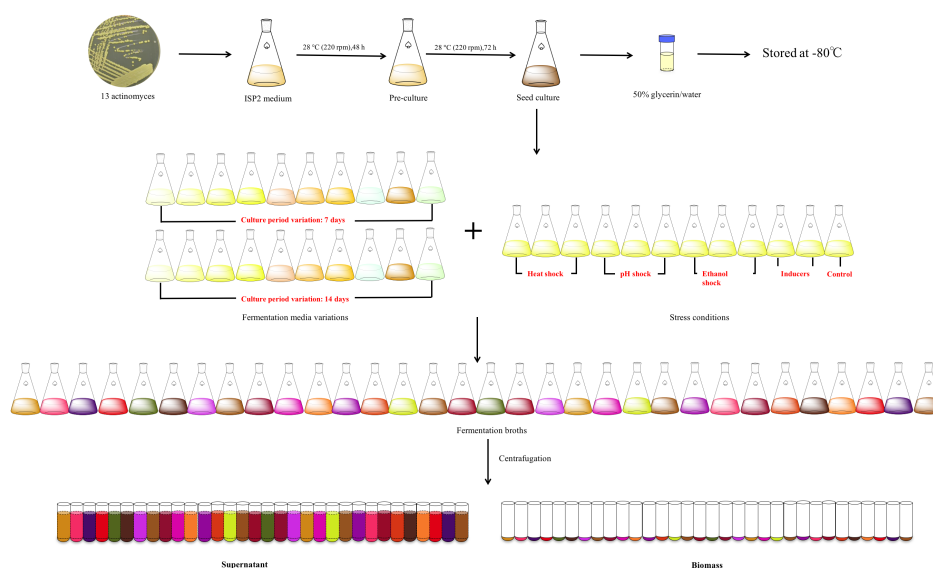 28 °C (220 rpm),48 h
28 °C (220 rpm),72 h
Stored at -80℃
13 actinomyces
ISP2 medium
Pre-culture
Seed culture
50% glycerin/water
Culture period variation: 7 days
Culture period variation: 14 days
Heat shock
pH shock
Ethanol
shock
Inducers
Control
Fermentation media variations
+
Stress conditions
Fermentation broths
Centrafugation
Supernatant
Biomass